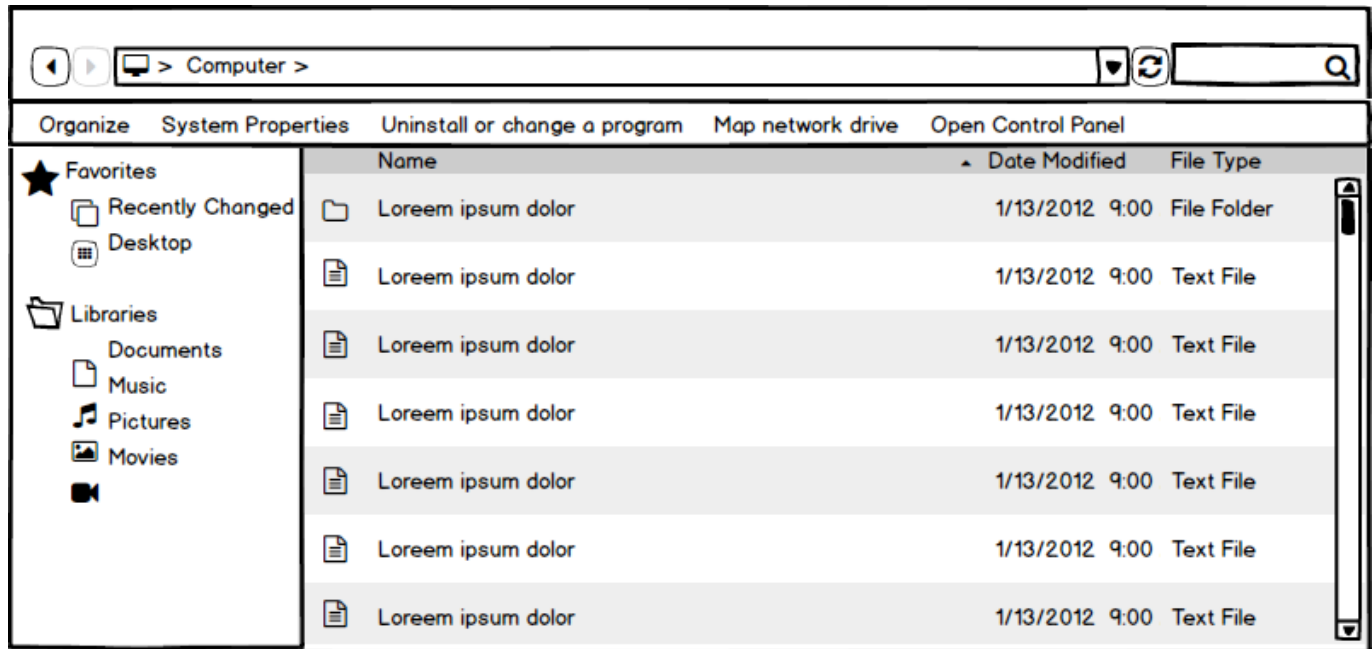 > Computer >
Organize System Properties Uninstall or change a program Map network drive Open Control Panel
Favorites
Recently Changed
Desktop
Libraries
Documents
Music
Pictures
Movies
Name Date Modified File Type
Loreem ipsum dolor 1/13/2012 9:00 File Folder
Loreem ipsum dolor 1/13/2012 9:00 Text File
Loreem ipsum dolor 1/13/2012 9:00 Text File
Loreem ipsum dolor 1/13/2012 9:00 Text File
Loreem ipsum dolor 1/13/2012 9:00 Text File
Loreem ipsum dolor 1/13/2012 9:00 Text File
Loreem ipsum dolor 1/13/2012 9:00 Text File